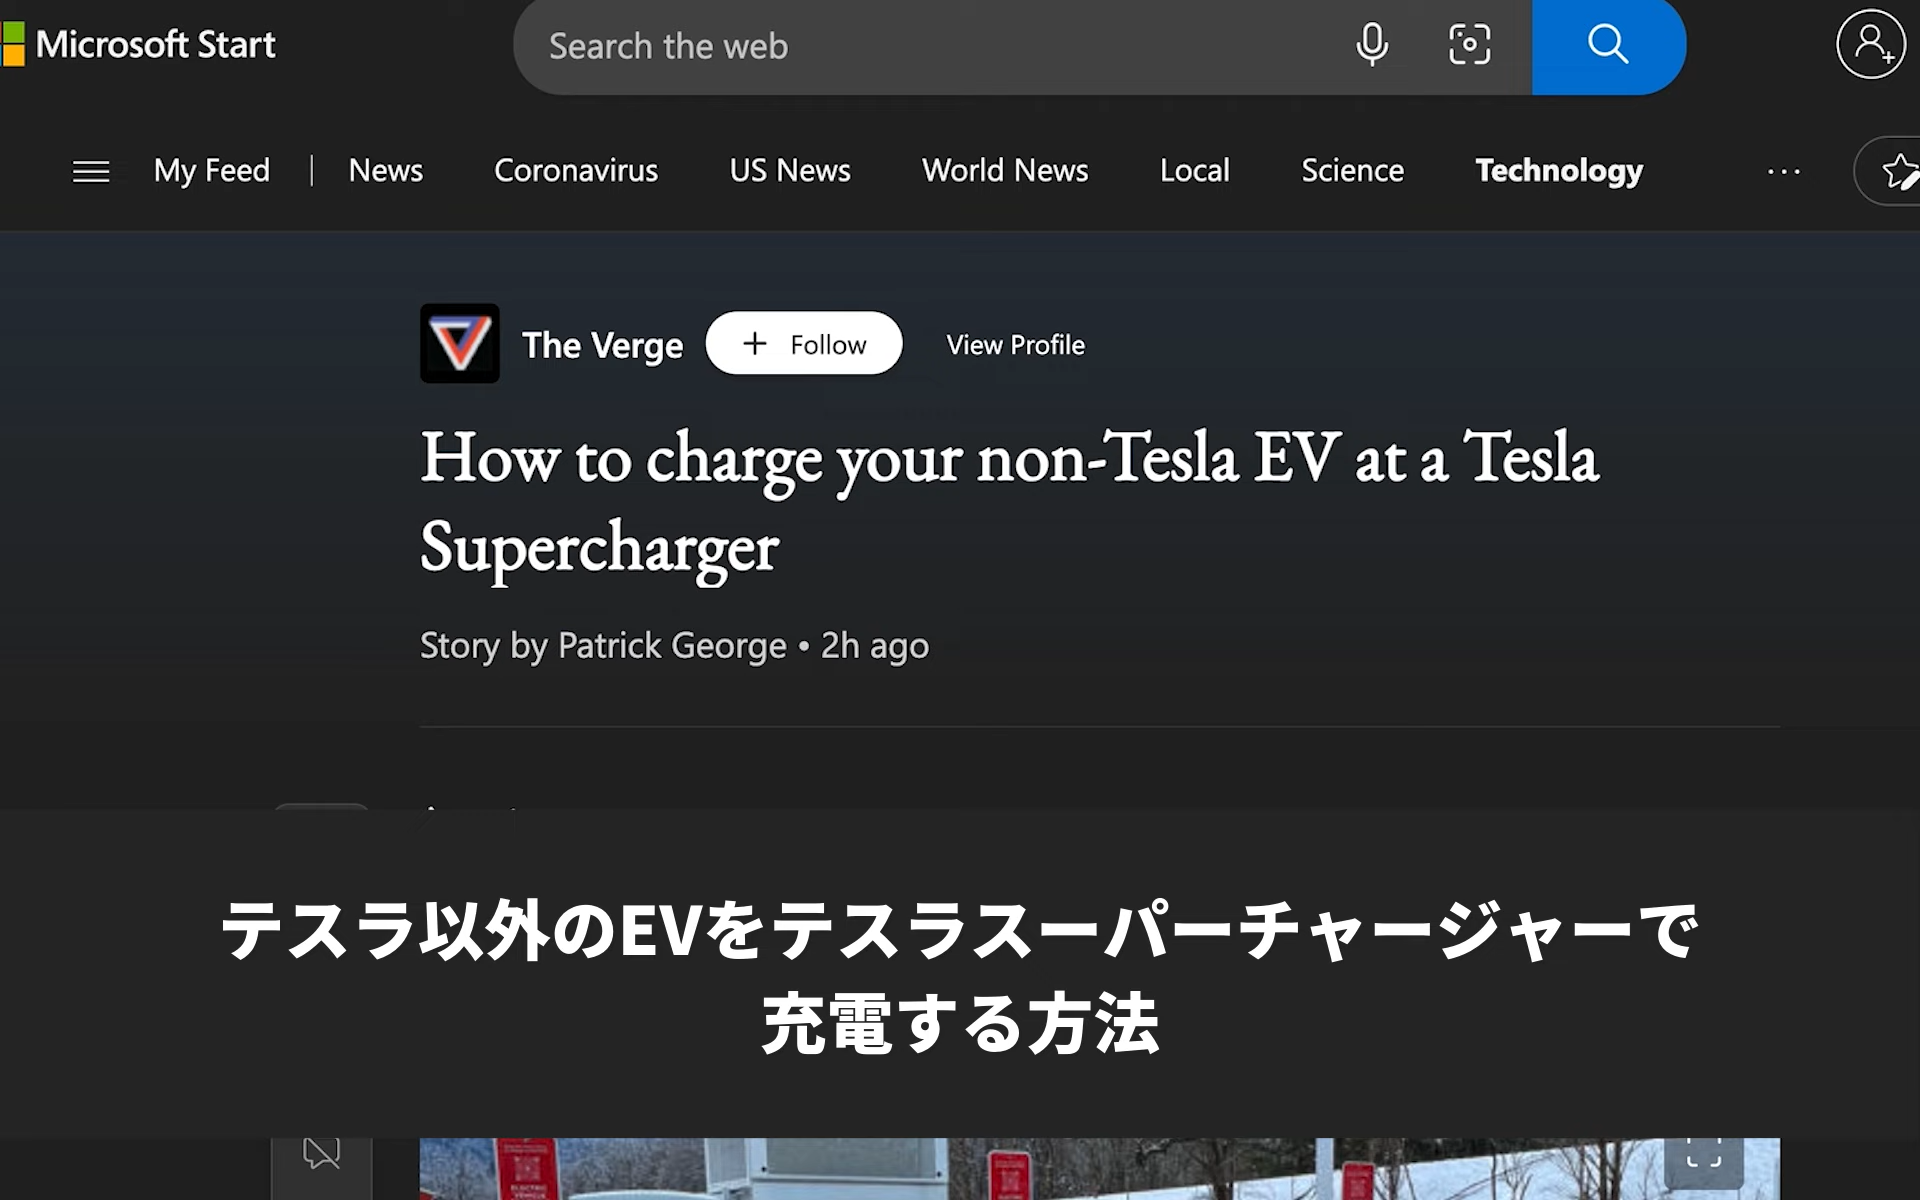 Microsoft Start
Search the web
My Feed | News Coronavirus US News World News Local Science Technology ...
The Verge + Follow View Profile
How to charge your non-Tesla EV at a Tesla
Supercharger
Story by Patrick George • 2h ago
テスラ以外のEVをテスラスーパーチャージャーで
充電する方法